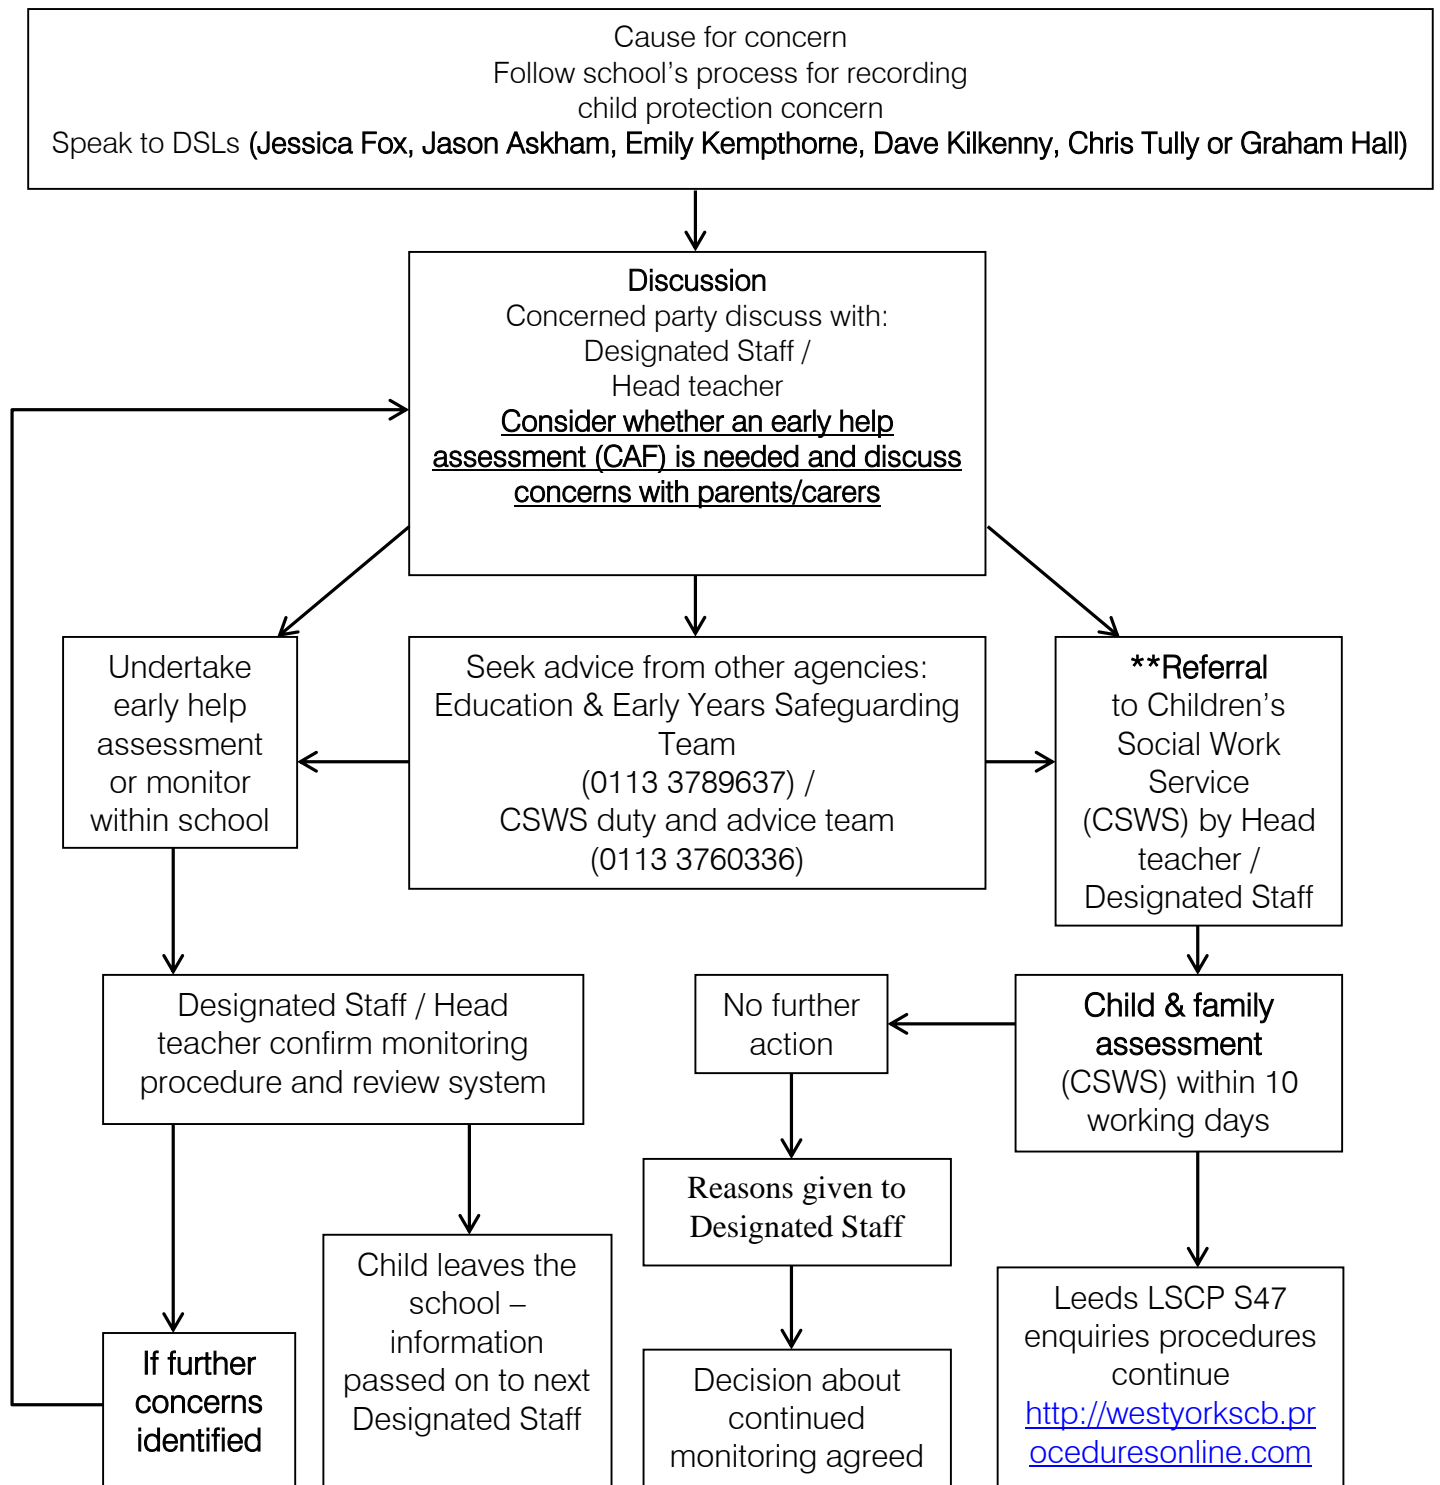 Cause for concern
Follow school's process for recording
child protection concern
Speak to DSLs (Jessica Fox, Jason Askham, Emily Kempthorne, Dave Kilkenny, Chris Tully or Graham Hall)
Discussion
Concerned party discuss with:
Designated Staff /
Head teacher
Consider whether an early help
assessment (CAF) is needed and discuss
concerns with parents/carers
Undertake
early help
assessment
or monitor
within school
Seek advice from other agencies:
Education & Early Years Safeguarding
Team
(0113 3789637) /
CSWS duty and advice team
(0113 3760336)
**Referral
to Children's
Social Work
Service
(CSWS) by Head
teacher /
Designated Staff
Designated Staff / Head
teacher confirm monitoring
procedure and review system
No further
action
Child & family
assessment
(CSWS) within 10
working days
Reasons given to
Designated Staff
If further
concerns
identified
Child leaves the
school –
information
passed on to next
Designated Staff
Decision about
continued
monitoring agreed
Leeds LSCP S47
enquiries procedures
continue
http://westyorkscb.pr
oceduresonline.com